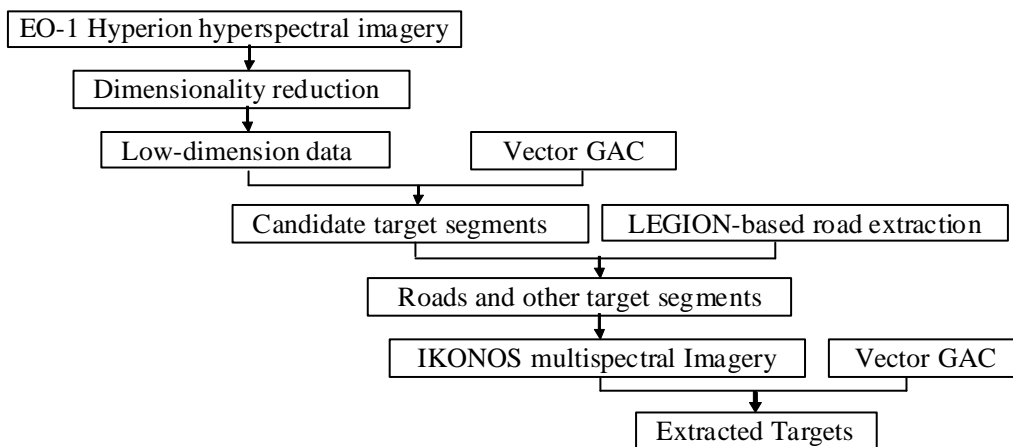 EO-1 Hyperion hyperspectral imagery
Dimensionality reduction
Low-dimension data
Vector GAC
Candidate target segments
LEGION-based road extraction
Roads and other target segments
IKONOS multispectral Imagery
Vector GAC
Extracted Targets